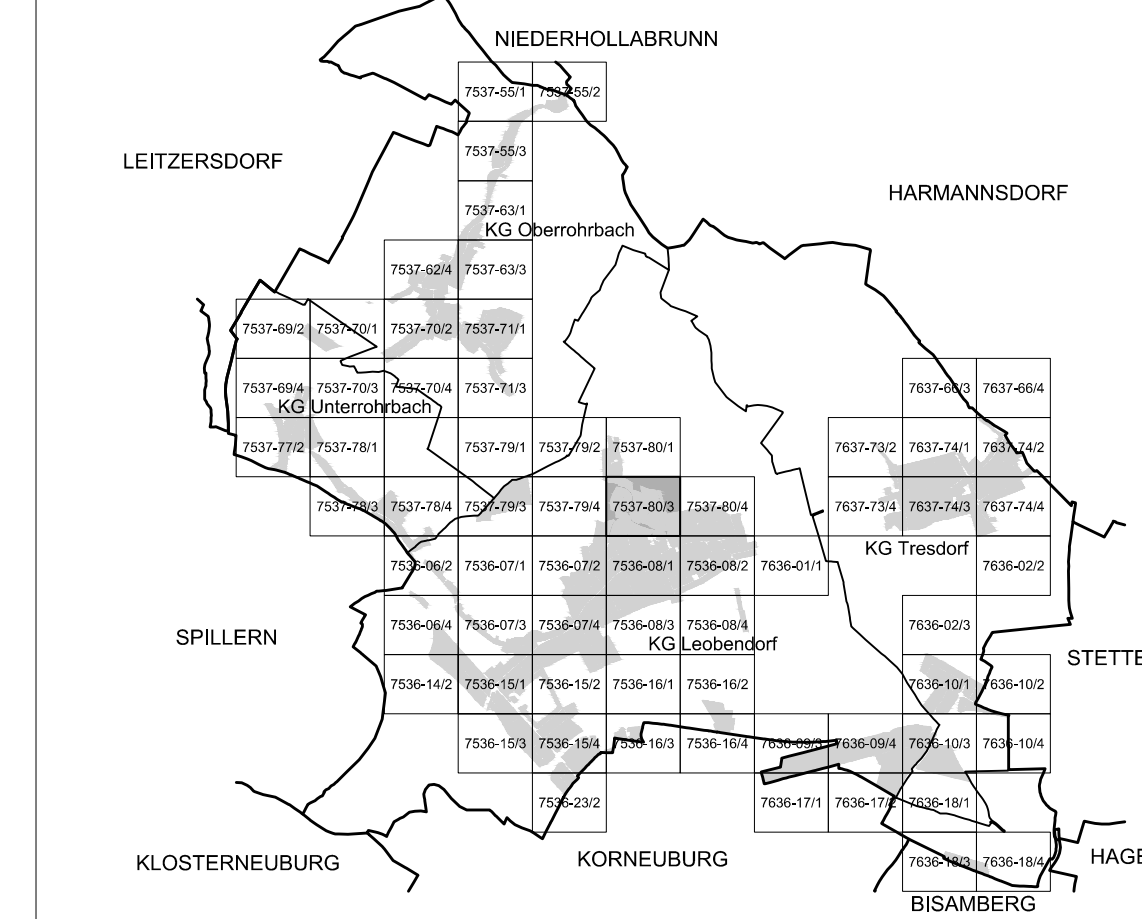 NIEDERHOLLABRUNN
7537-55/1 7537-55/2
7537-55/3
LEITZERSDORF
HARMANNSDORF
7537-63/1
KG Oberrohrbach
7537-62/4 7537-63/3
7537-69/2 7537-70/1 7537-70/2 7537-71/1
7537-69/4 7537-70/3 7537-70/4 7537-71/3 7637-66/3 7637-66/4
KG Unterrohrbach
7537-77/2 7537-78/1 7537-79/1 7537-79/2 7537-80/1 7637-73/2 7637-74/1 7637-74/2
7537-78/3 7537-78/4 7537-79/3 7537-79/4 7537-80/3 7537-80/4 7637-73/4 7637-74/3 7637-74/4
KG Tresdorf
7536-06/2 7536-07/1 7536-07/2 7536-08/1 7536-08/2 7636-01/1 7636-02/2
7536-06/4 7536-07/3 7536-07/4 7536-08/3 7536-08/4 7636-02/3
SPILLERN
KG Leobendorf
STETTE
7536-14/2 7536-15/1 7536-15/2 7536-16/1 7536-16/2 7636-10/1 7636-10/2
7536-15/3 7536-15/4 7536-16/3 7536-16/4 7636-09/3 7636-09/4 7636-10/3 7636-10/4
7536-23/2 7636-17/1 7636-17/2 7636-18/1
KLOSTERNEUBURG
KORNEUBURG
7636-18/3 7636-18/4
HAGE
BISAMBERG